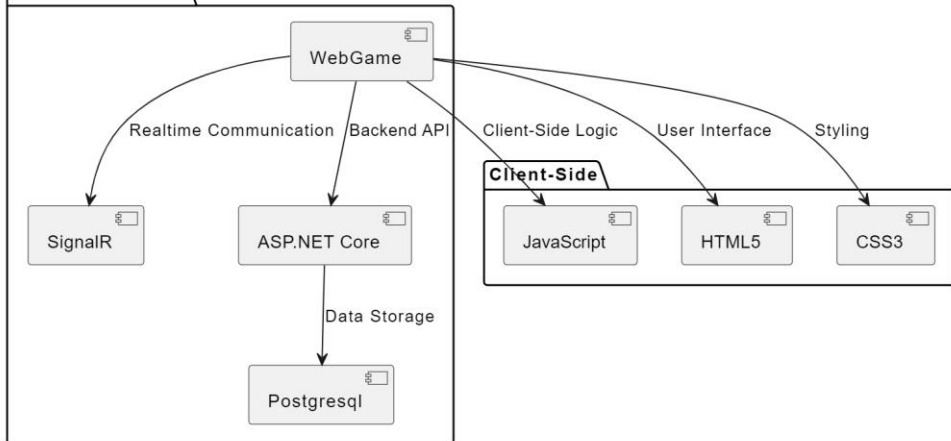 WebGame
Realtime Communication
Backend API
Client-Side Logic
User Interface
Styling
Client-Side
SignalR
ASP.NET Core
JavaScript
HTML5
CSS3
Data Storage
Postgresql